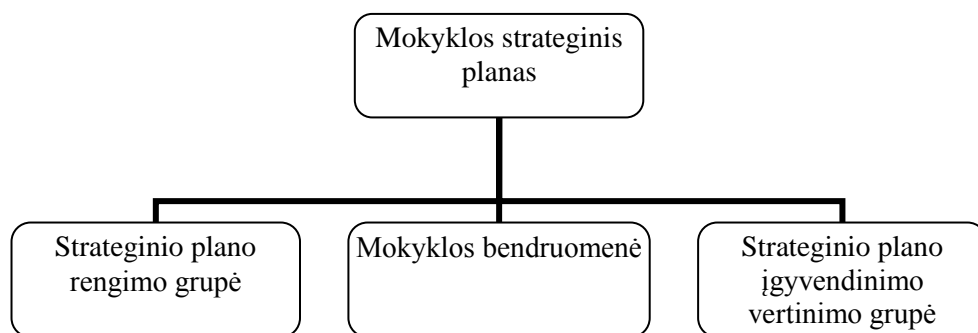 Mokyklos strateginis
planas
Strateginio plano
rengimo grupė
Mokyklos bendruomenė
Strateginio plano
įgyvendinimo
vertinimo grupė